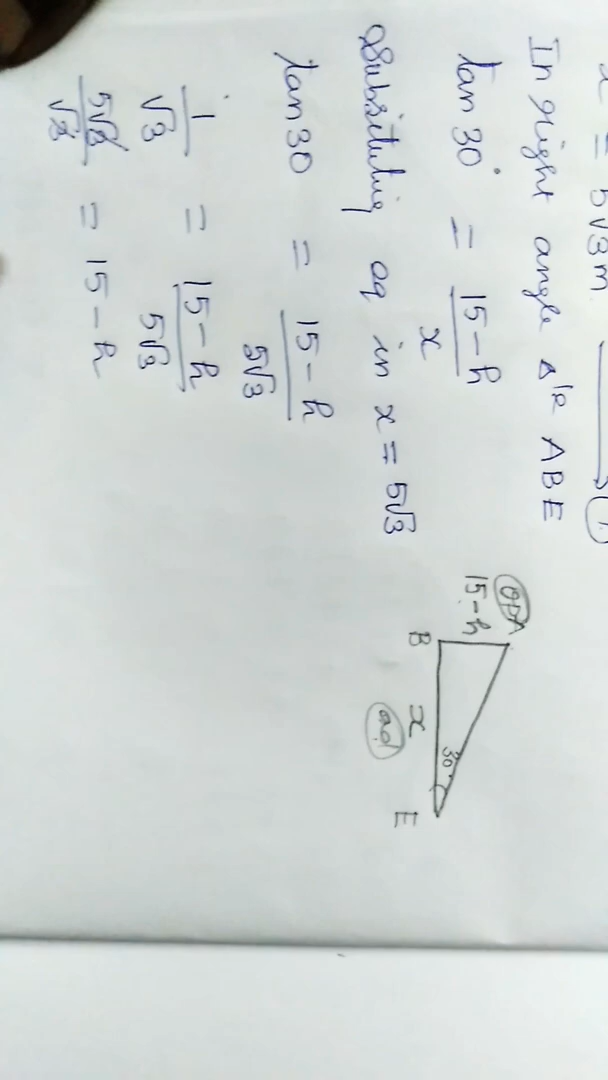 x = 5√3 m. ⟶ 1
In right angle Δle ABE
tan 30° = 15-h / x
Substituting eq in x = 5√3
tan 30 = 15-h / 5√3
1/√3 = 15-h / 5√3
5√3/√3 = 15-h
A
15-h
B
x
30°
E